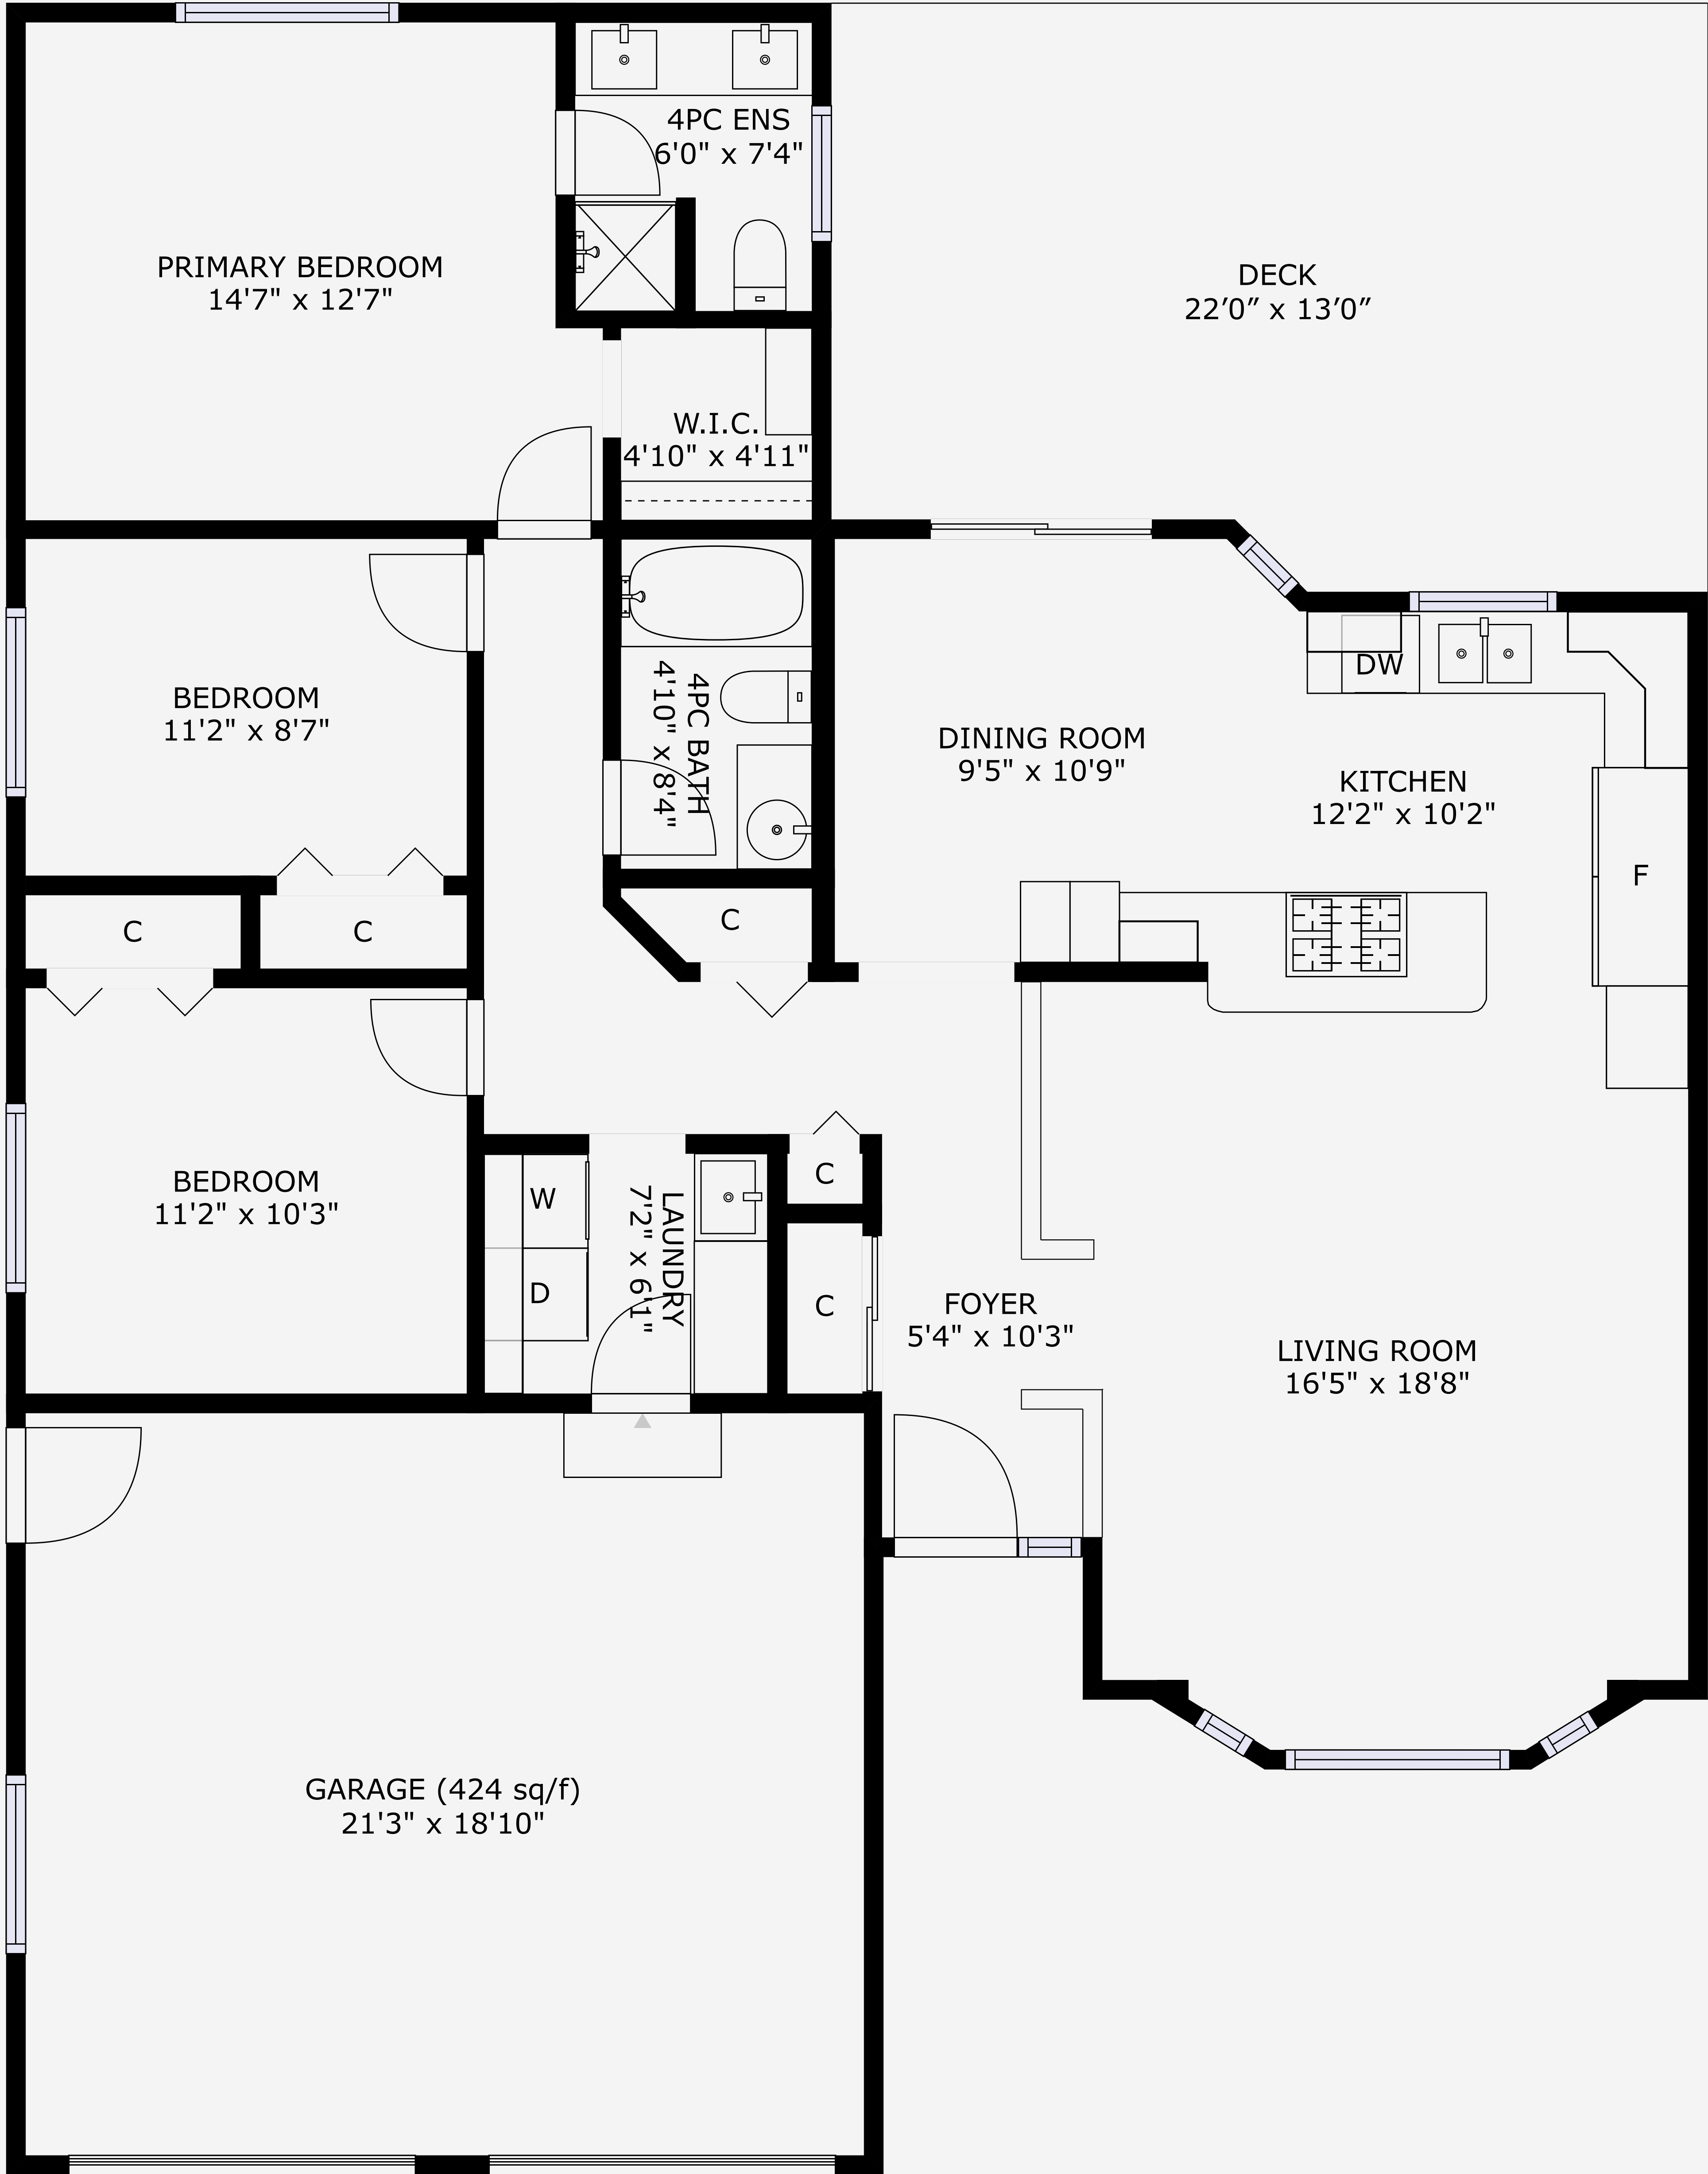 4PC ENS
6'0" x 7'4"
PRIMARY BEDROOM
14'7" x 12'7"
DECK
22’0” x 13’0”
W.I.C.
4'10" x 4'11"
BEDROOM
11'2" x 8'7"
4PC BATH
4'10" x 8'4"
DW
DINING ROOM
9'5" x 10'9"
KITCHEN
12'2" x 10'2"
F
C
C
C
BEDROOM
11'2" x 10'3"
W
D
LAUNDRY
7'2" x 6'1"
C
C
FOYER
5'4" x 10'3"
LIVING ROOM
16'5" x 18'8"
GARAGE (424 sq/f)
21'3" x 18'10"